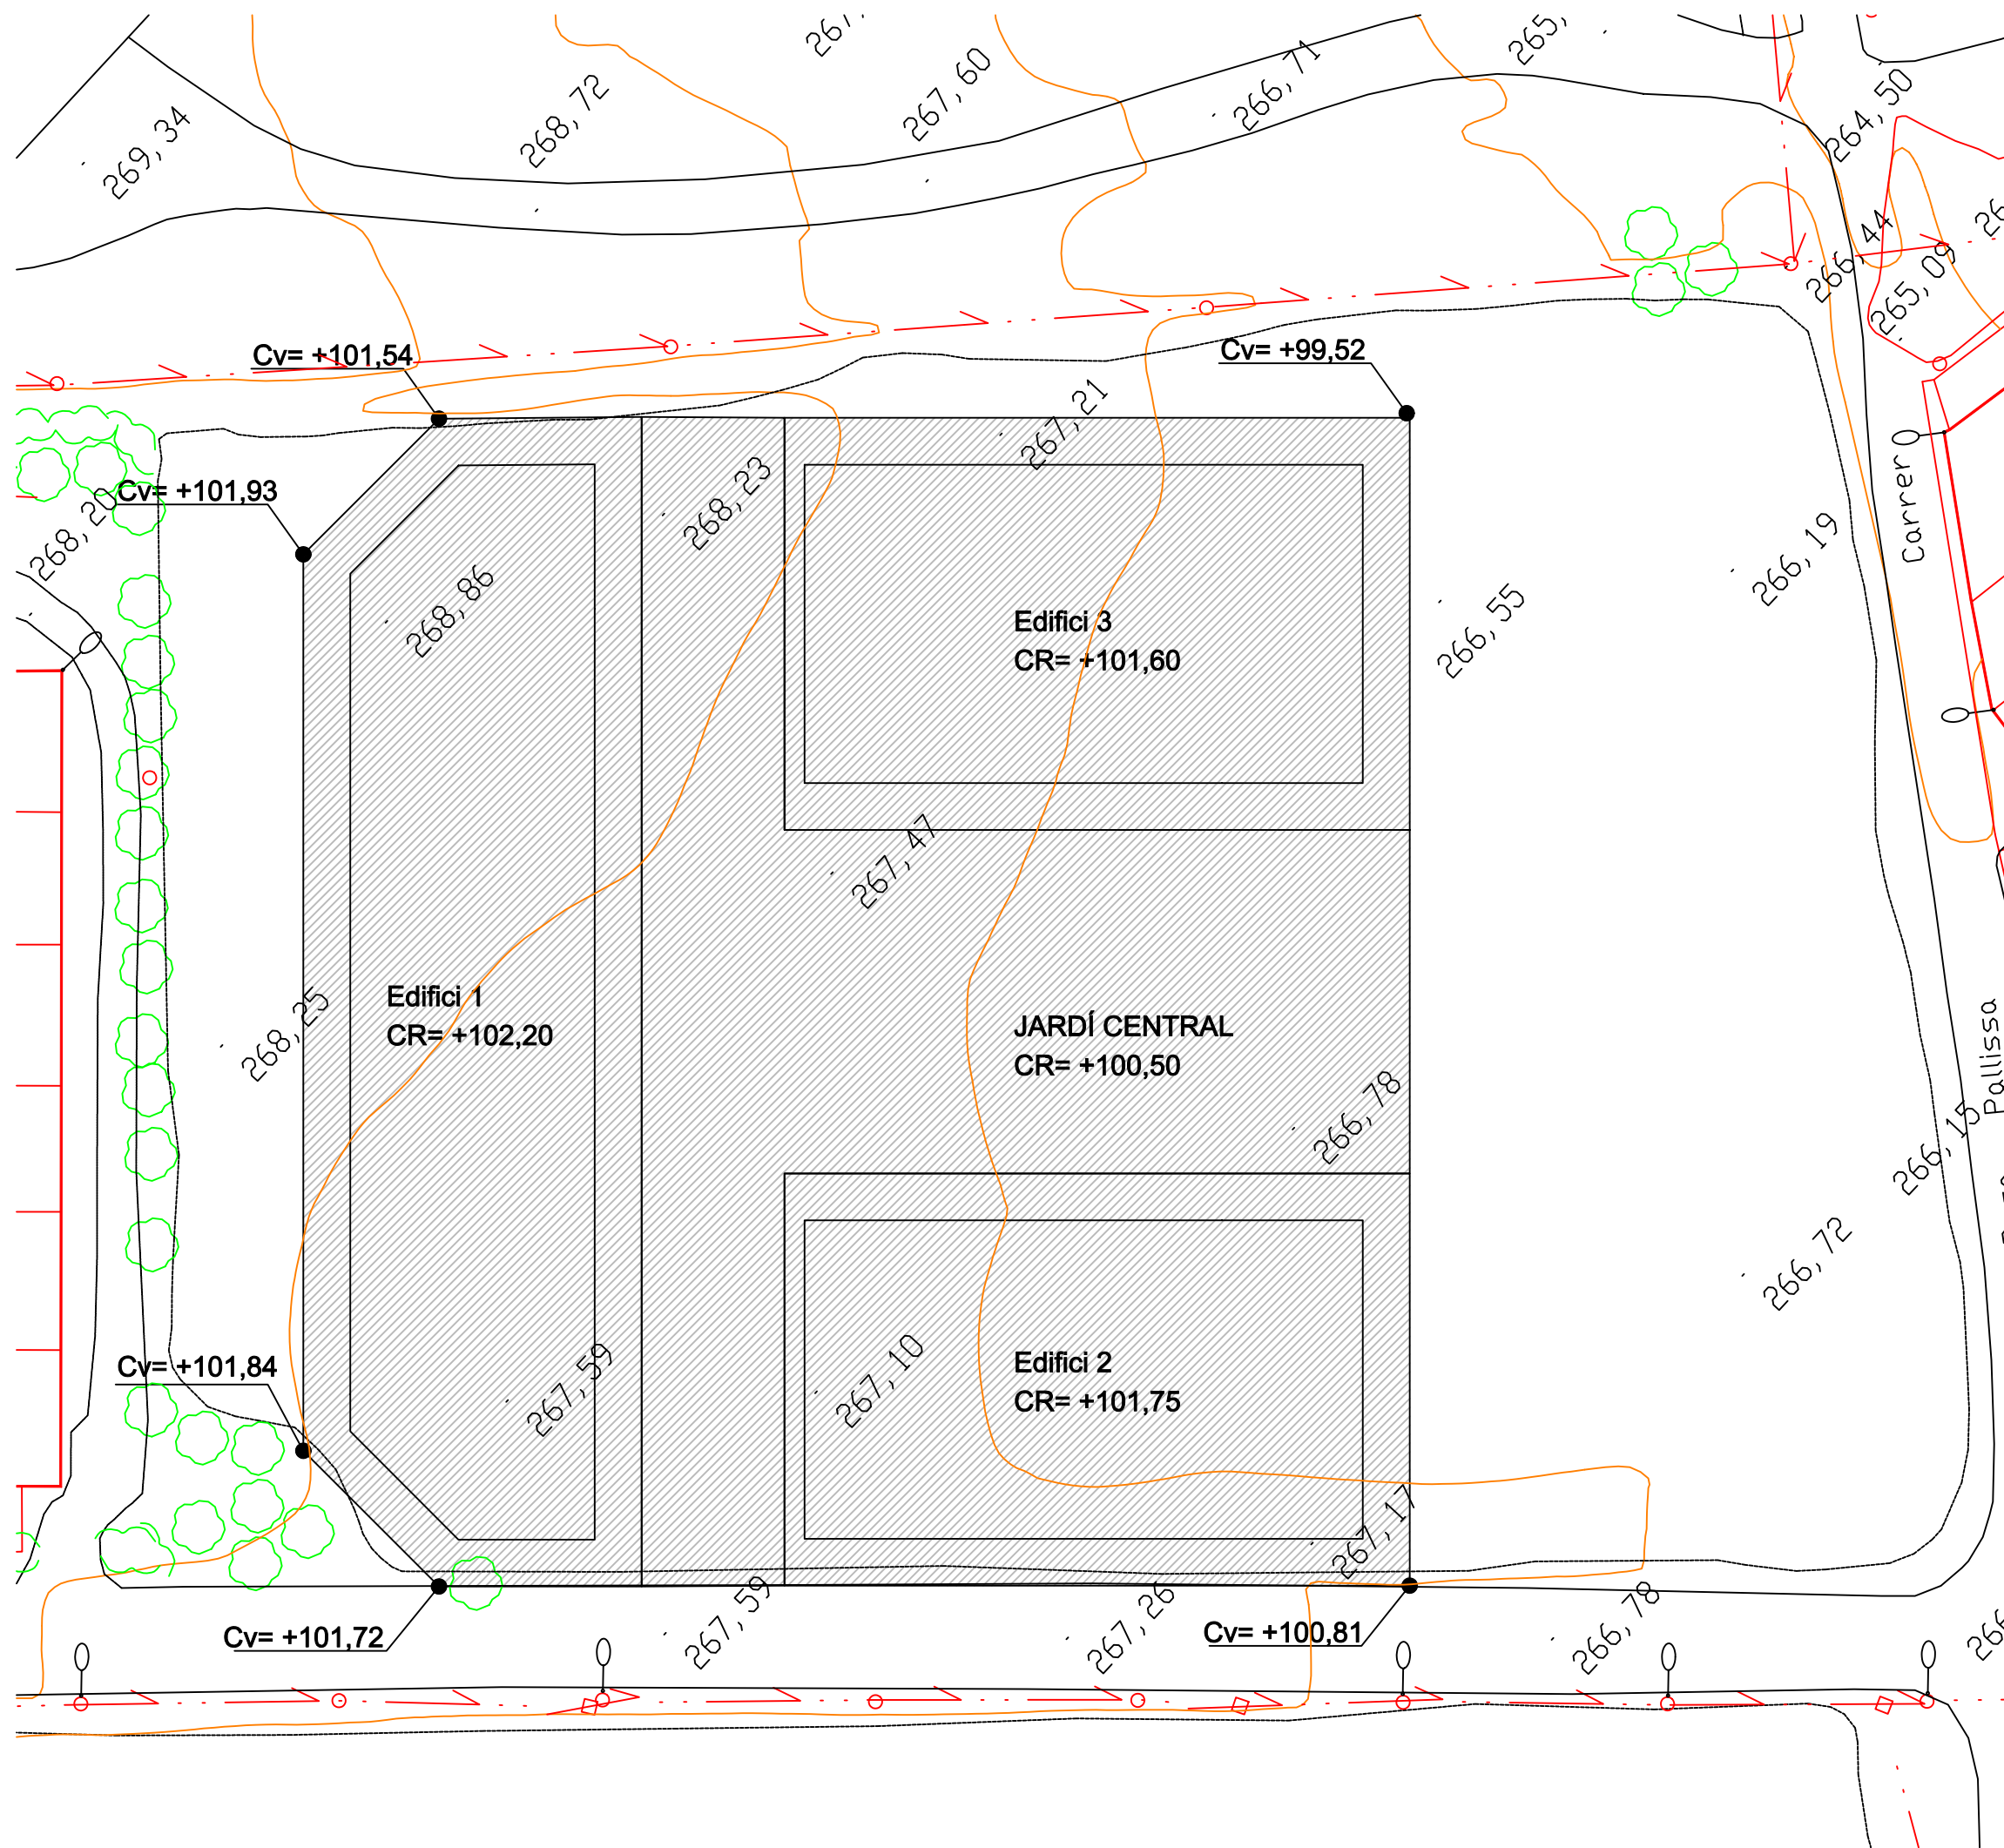 267,
265,
269,34
268,72
267,60
266,71
264,50
266,44
265,09
26
Cv= +101,54
Cv= +99,52
267,21
268,20
Cv= +101,93
268,23
Carrer
266,19
268,86
Edifici 3
CR= +101,60
266,55
267,47
268,25
Edifici 1
CR= +102,20
JARDÍ CENTRAL
CR= +100,50
Pallissa
266,78
266,15
266,72
Cv= +101,84
267,59
267,10
Edifici 2
CR= +101,75
267,17
Cv= +101,72
267,59
267,26
Cv= +100,81
266,78
266